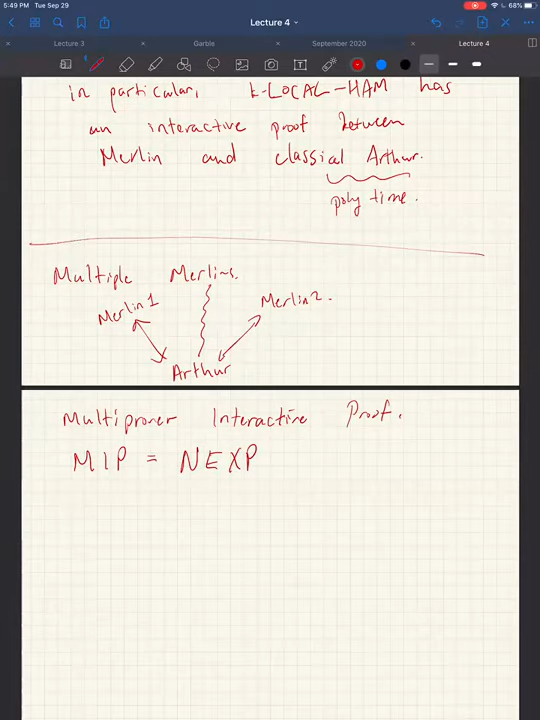 5:49 PM Tue Sep 29
68%
Lecture 4
Lecture 3
Garble
September 2020
Lecture 4
in particular, k-LOCAL-HAM has
an interactive proof between
Merlin and classial Arthur.
poly time.
Multiple Merlins.
Merlin 1
Merlin 2.
Arthur
Multiprover Interactive Proof.
MIP = NEXP